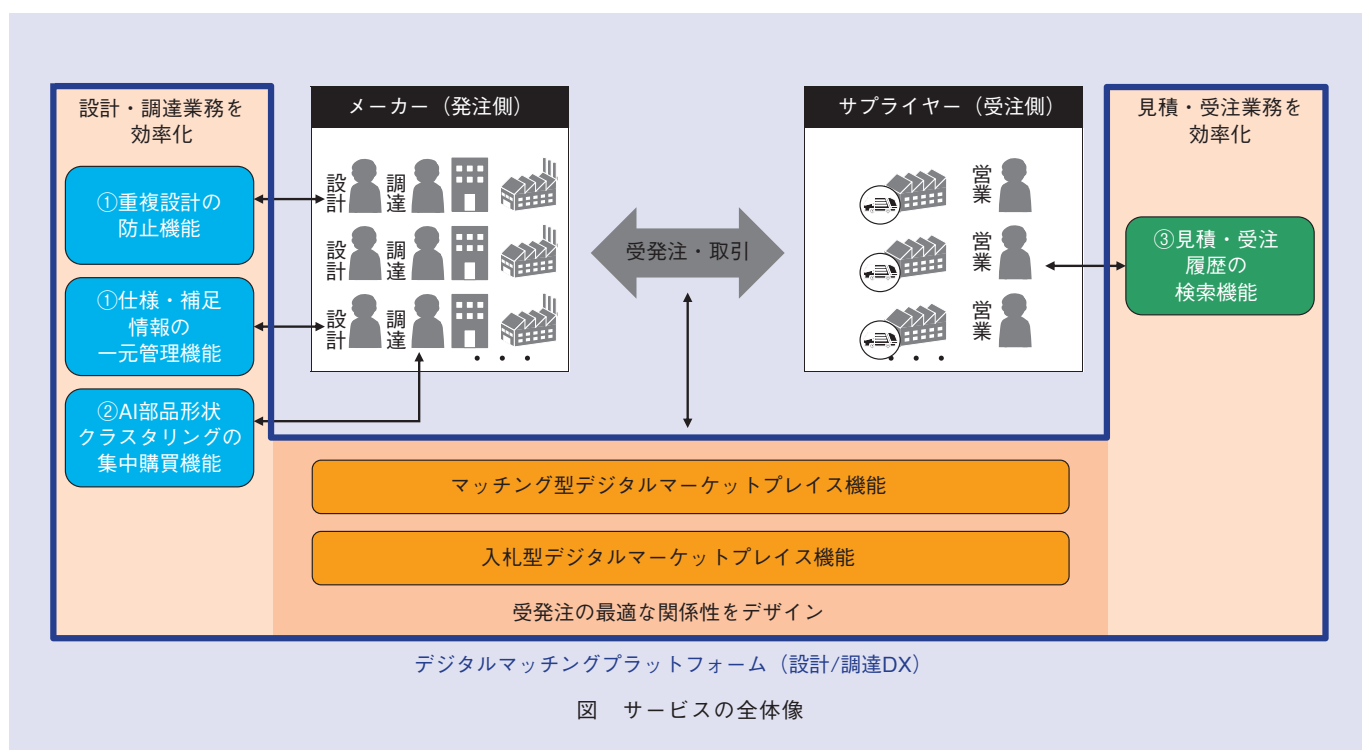 設計・調達業務を
効率化
①重複設計の
防止機能
①仕様・補足
情報の
一元管理機能
②AI部品形状
クラスタリングの
集中購買機能
メーカー（発注側）
設計
調達
設計
調達
設計
調達
・・・
受発注・取引
サプライヤー（受注側）
営業
営業
営業
・・・
見積・受注業務を
効率化
③見積・受注
履歴の
検索機能
マッチング型デジタルマーケットプレイス機能
入札型デジタルマーケットプレイス機能
受発注の最適な関係性をデザイン
デジタルマッチングプラットフォーム（設計/調達DX）
図　サービスの全体像